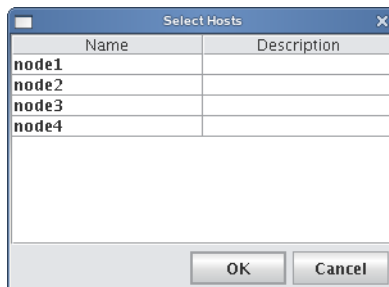 Select Hosts
Name Description
node1
node2
node3
node4
OK Cancel